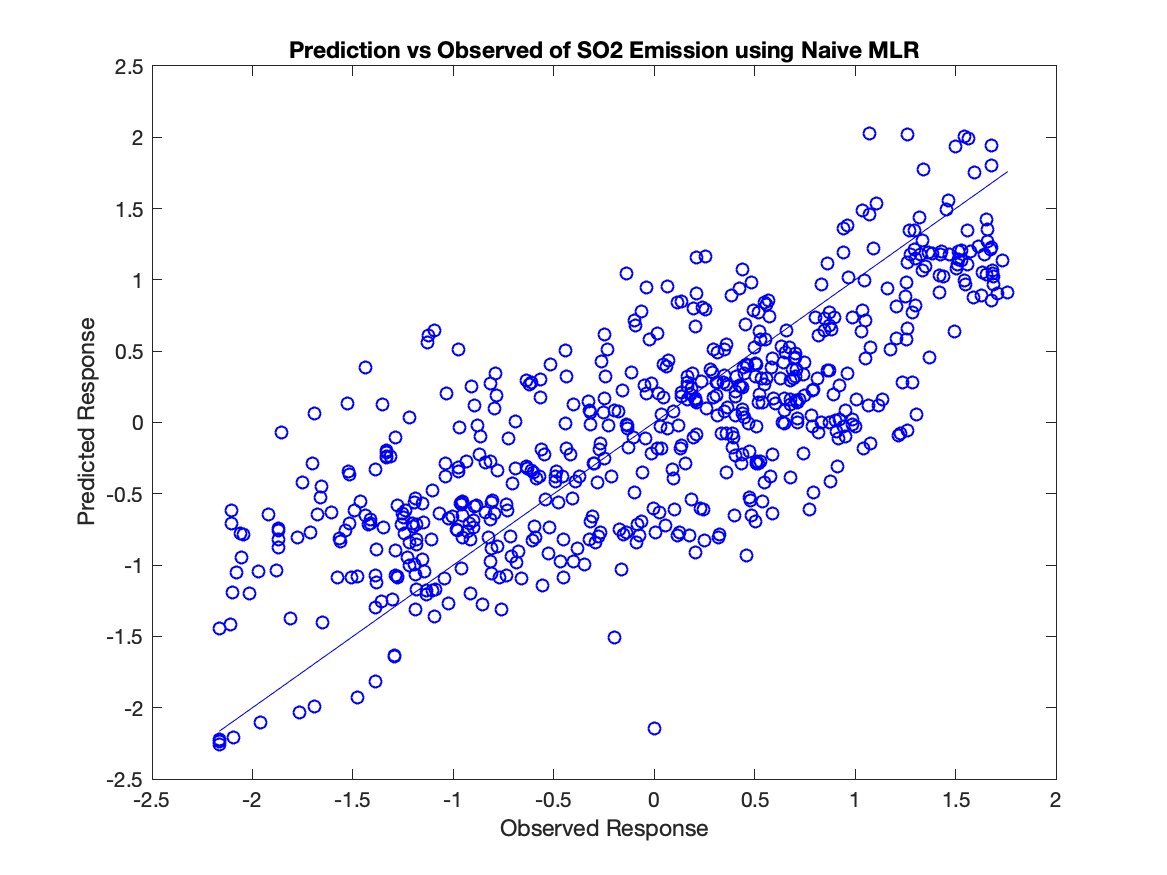 Prediction vs Observed of SO2 Emission using Naive MLR
2.5
2
1.5
1
0.5
0
-0.5
-1
-1.5
-2
-2.5
Predicted Response
-2.5 -2 -1.5 -1 -0.5 0 0.5 1 1.5 2
Observed Response